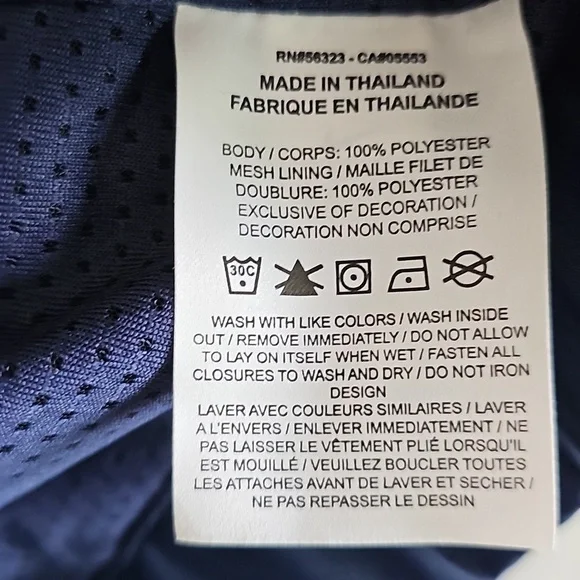 RN#56323 - CA#05553
MADE IN THAILAND
FABRIQUE EN THAILANDE
BODY / CORPS: 100% POLYESTER
MESH LINING / MAILLE FILET DE
DOUBLURE: 100% POLYESTER
EXCLUSIVE OF DECORATION /
DECORATION NON COMPRISE
30C
WASH WITH LIKE COLORS / WASH INSIDE
OUT / REMOVE IMMEDIATELY / DO NOT ALLOW
TO LAY ON ITSELF WHEN WET / FASTEN ALL
CLOSURES TO WASH AND DRY / DO NOT IRON
DESIGN
LAVER AVEC COULEURS SIMILAIRES / LAVER
A L'ENVERS / ENLEVER IMMEDIATEMENT / NE
PAS LAISSER LE VÊTEMENT PLIÉ LORSQU'IL
EST MOUILLÉ / VEUILLEZ BOUCLER TOUTES
LES ATTACHES AVANT DE LAVER ET SECHER /
NE PAS REPASSER LE DESSIN